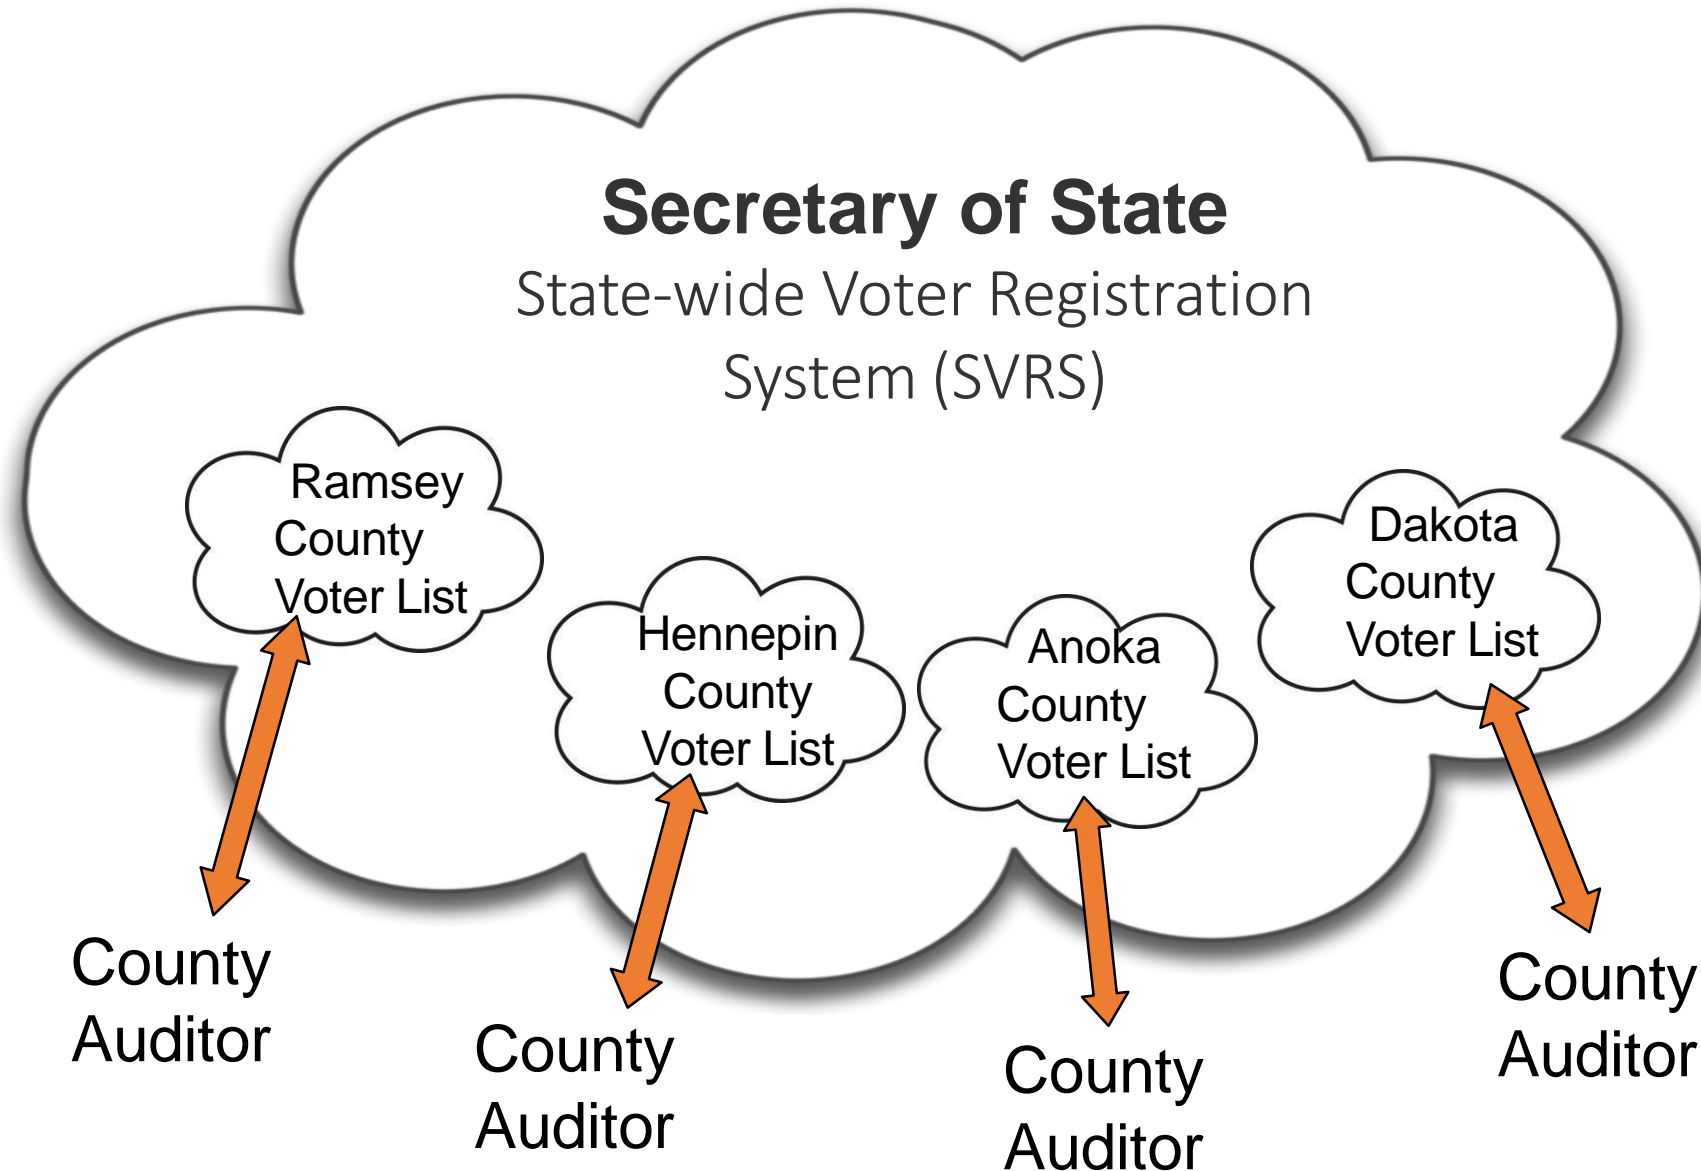 Secretary of State
State-wide Voter Registration
System (SVRS)
Ramsey
County
Voter List
Hennepin
County
Voter List
Anoka
County
Voter List
Dakota
County
Voter List
County
Auditor
County
Auditor
County
Auditor
County
Auditor